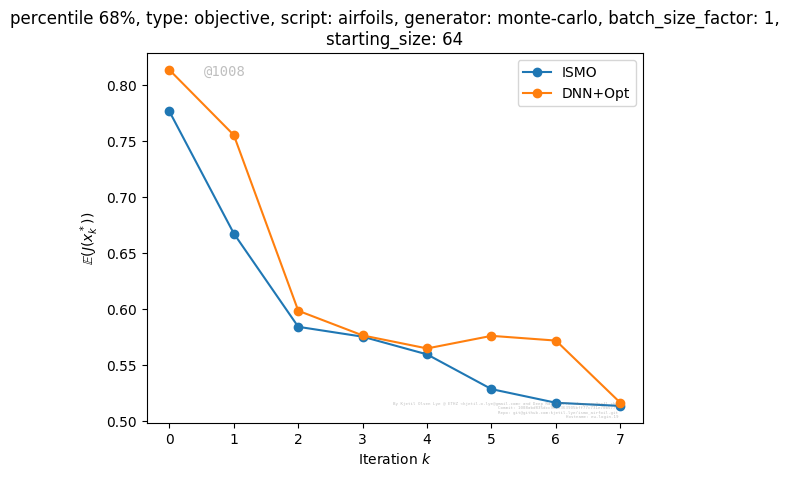 percentile 68%, type: objective, script: airfoils, generator: monte-carlo, batch_size_factor: 1,
starting_size: 64
@1008
ISMO
DNN+Opt
0.80
0.75
0.70
0.65
0.60
0.55
0.50
𝔼(J(x*k))
0 1 2 3 4 5 6 7
Iteration k